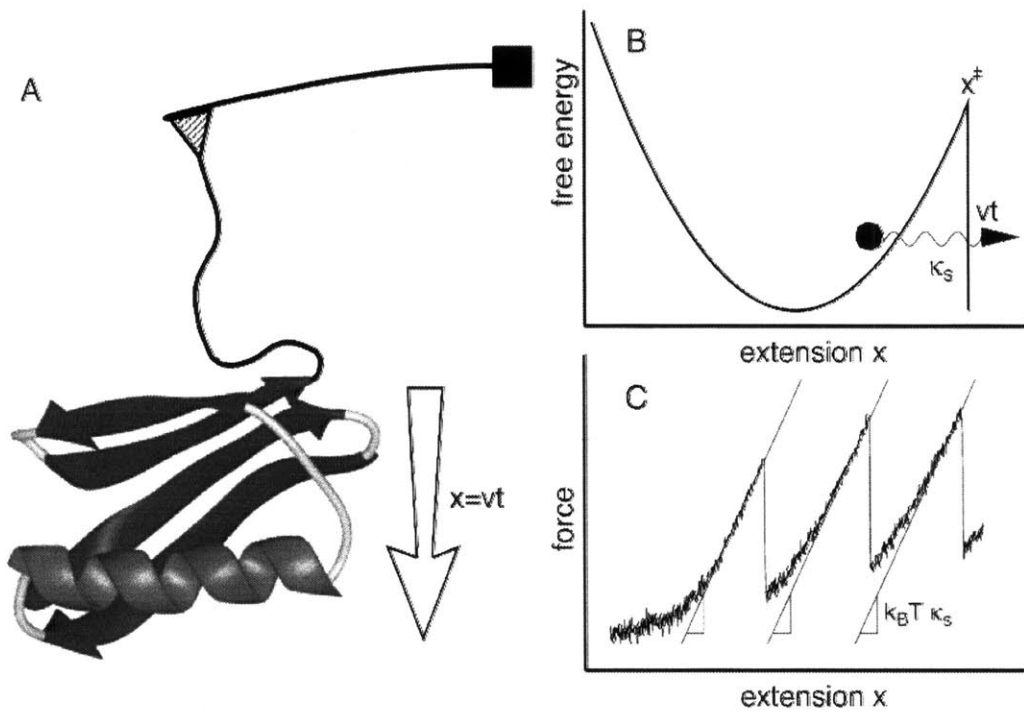 A
x=vt
B
free energy
x‡
vt
κs
extension x
C
force
kBT κs
extension x